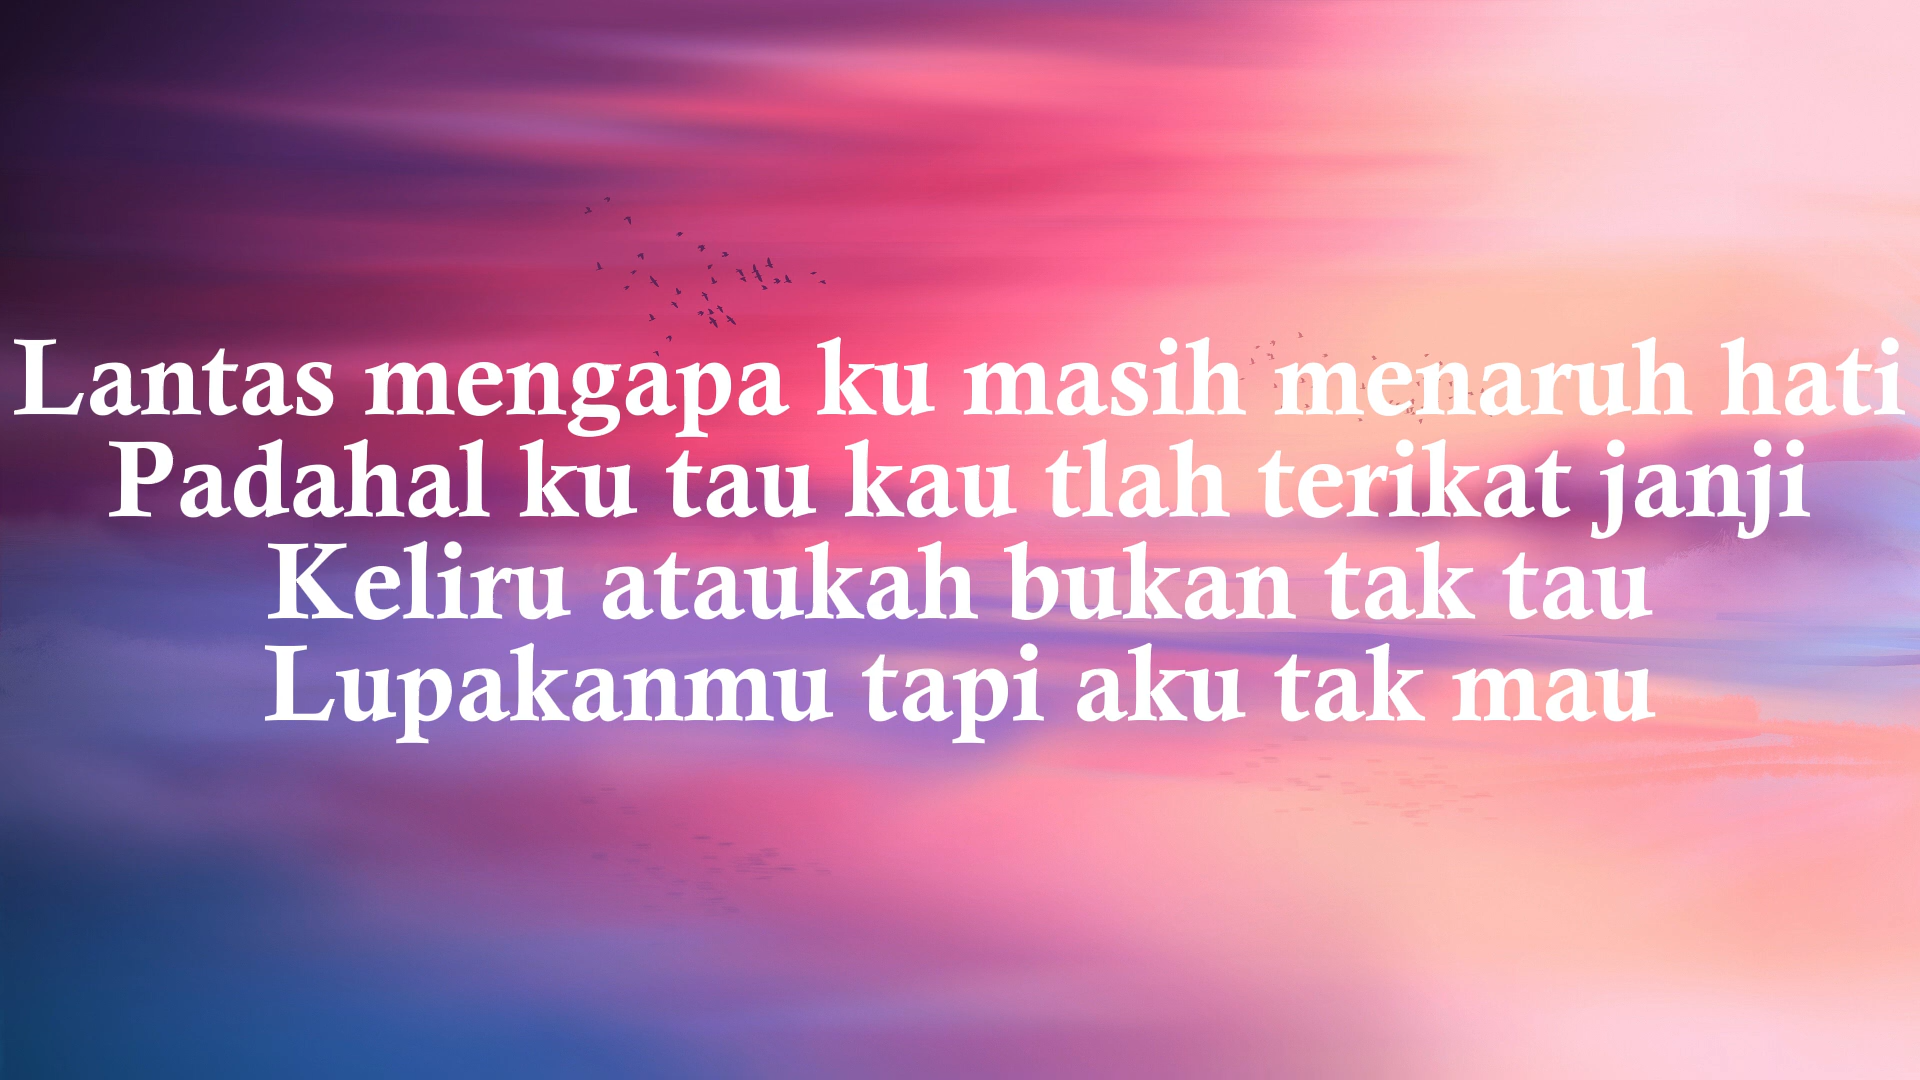 Lantas mengapa ku masih menaruh hati
Padahal ku tau kau tlah terikat janji
Keliru ataukah bukan tak tau
Lupakanmu tapi aku tak mau